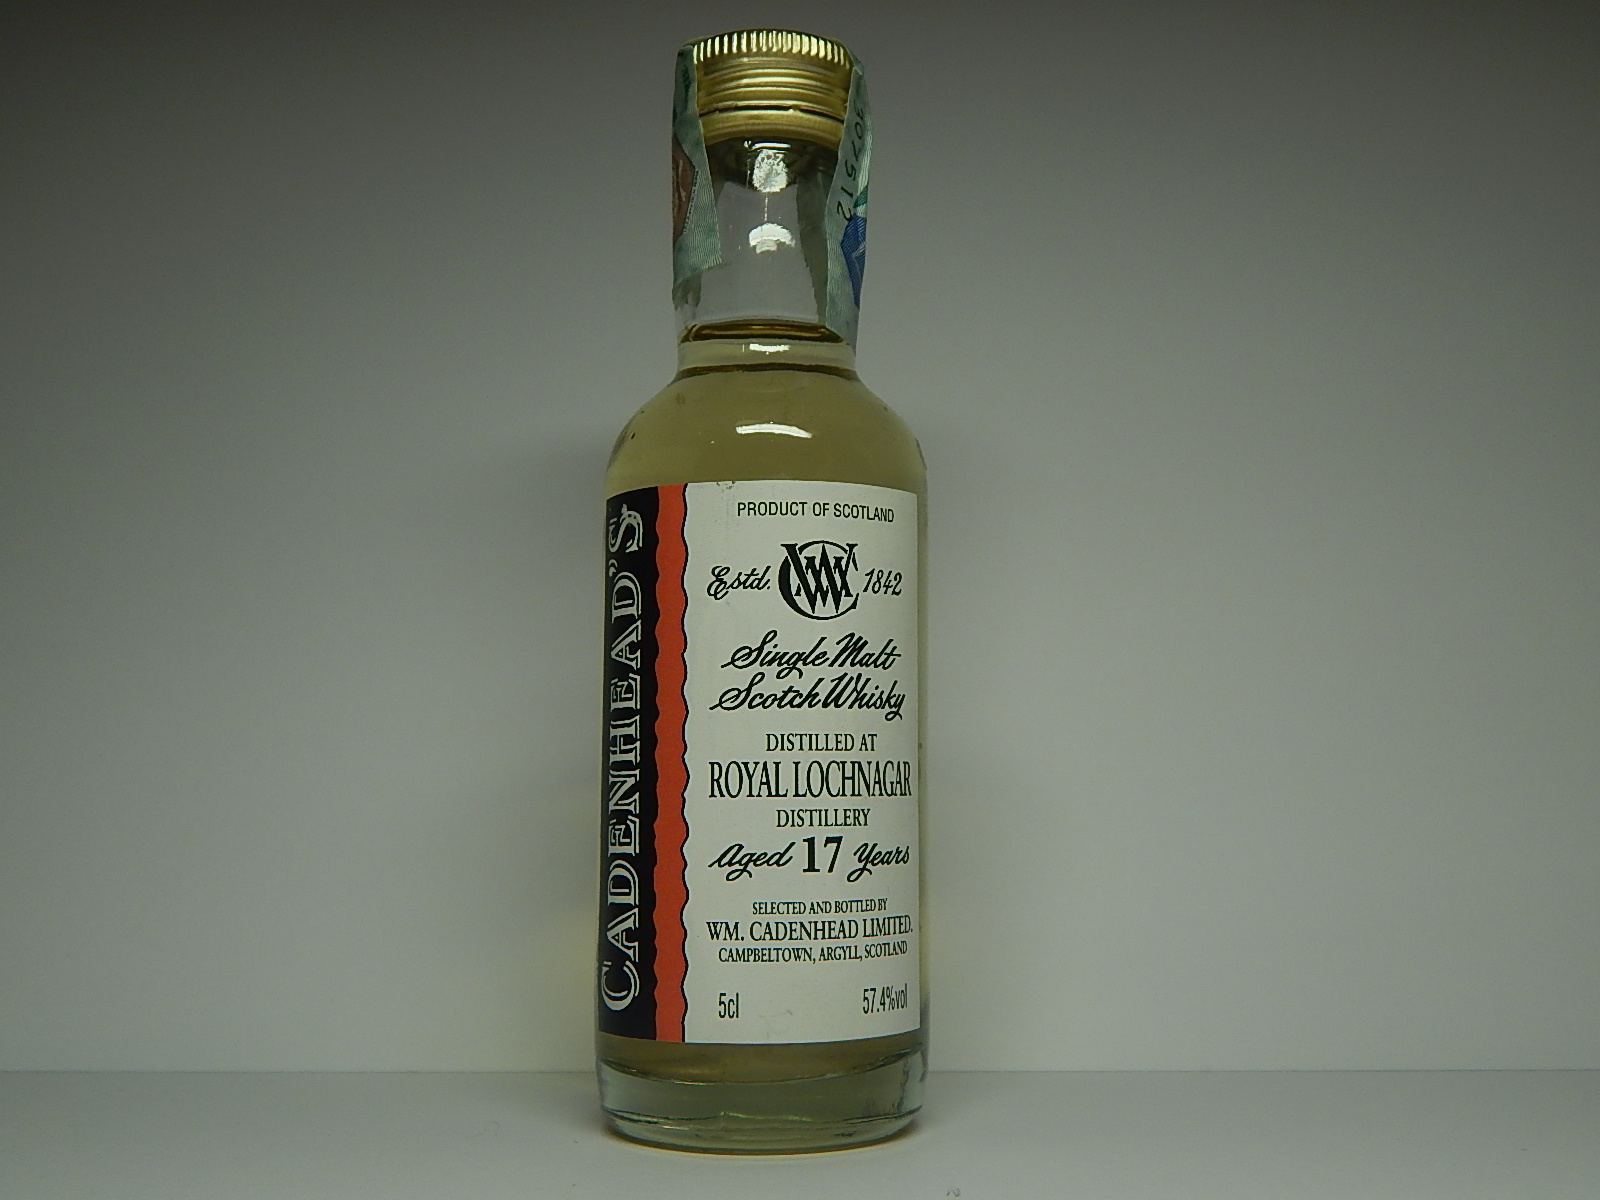 CADENHEAD'S
PRODUCT OF SCOTLAND
Estd. WC 1842
Single Malt
Scotch Whisky
DISTILLED AT
ROYAL LOCHNAGAR
DISTILLERY
Aged 17 Years
SELECTED AND BOTTLED BY
WM. CADENHEAD LIMITED.
CAMPBELTOWN, ARGYLL, SCOTLAND
5cl 57.4%vol